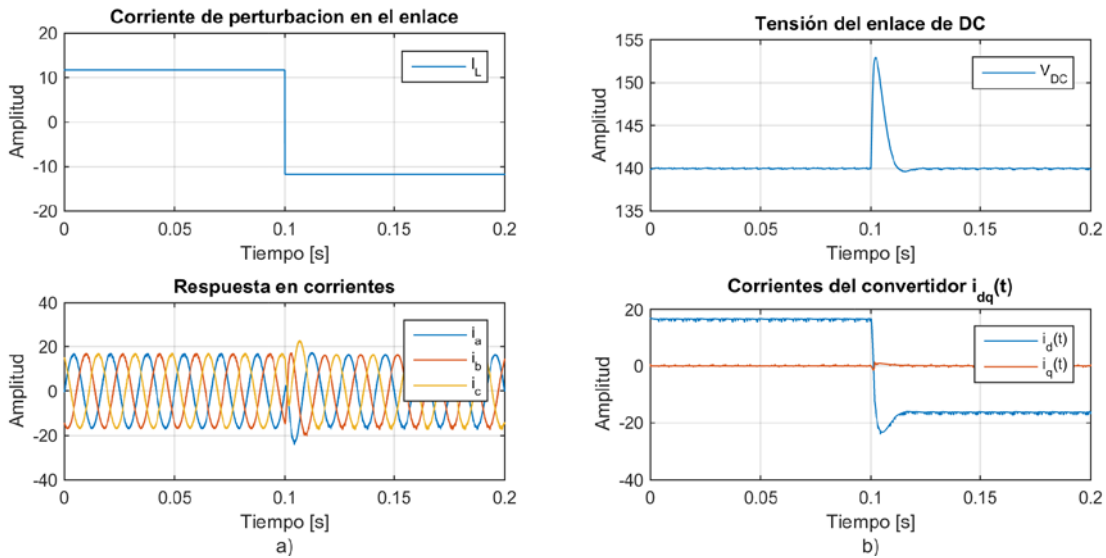 Corriente de perturbacion en el enlace
20
10
0
-10
-20
Amplitud
I_L
0 0.05 0.1 0.15 0.2
Tiempo [s]
Respuesta en corrientes
40
20
0
-20
-40
Amplitud
i_a
i_b
i_c
0 0.05 0.1 0.15 0.2
Tiempo [s]
a)
Tensión del enlace de DC
155
150
145
140
135
Amplitud
V_DC
0 0.05 0.1 0.15 0.2
Tiempo [s]
Corrientes del convertidor i_dq(t)
20
0
-20
-40
Amplitud
i_d(t)
i_q(t)
0 0.05 0.1 0.15 0.2
Tiempo [s]
b)